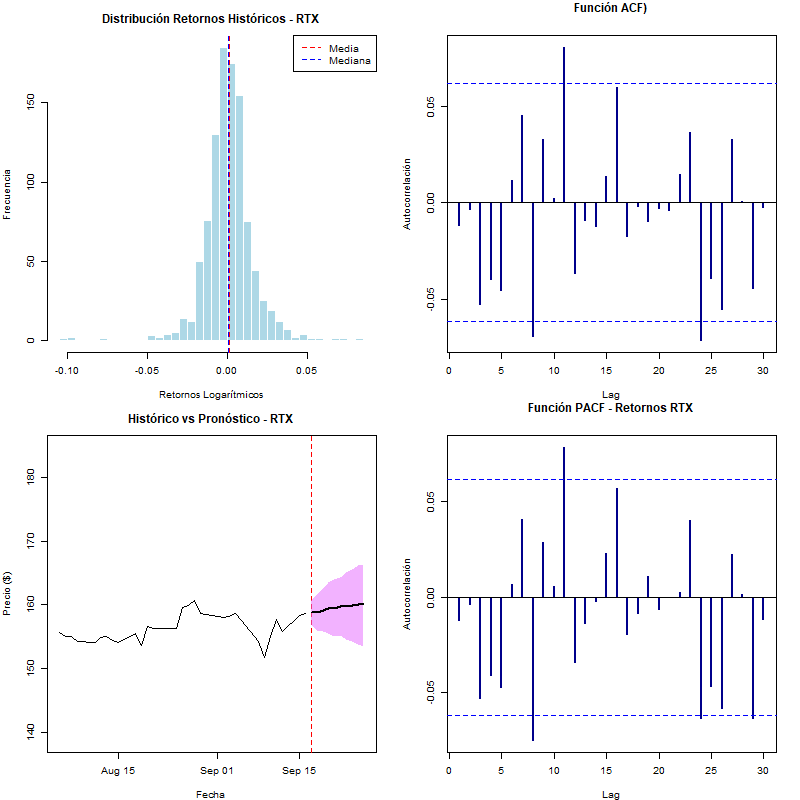 Distribución Retornos Históricos - RTX
Media
Mediana
Frecuencia
0
50
100
150
-0.10
-0.05
0.00
0.05
Retornos Logarítmicos
Función ACF)
Autocorrelación
-0.05
0.00
0.05
0
5
10
15
20
25
30
Lag
Histórico vs Pronóstico - RTX
Precio ($)
140
150
160
170
180
Aug 15
Sep 01
Sep 15
Fecha
Función PACF - Retornos RTX
Autocorrelación
-0.05
0.00
0.05
0
5
10
15
20
25
30
Lag